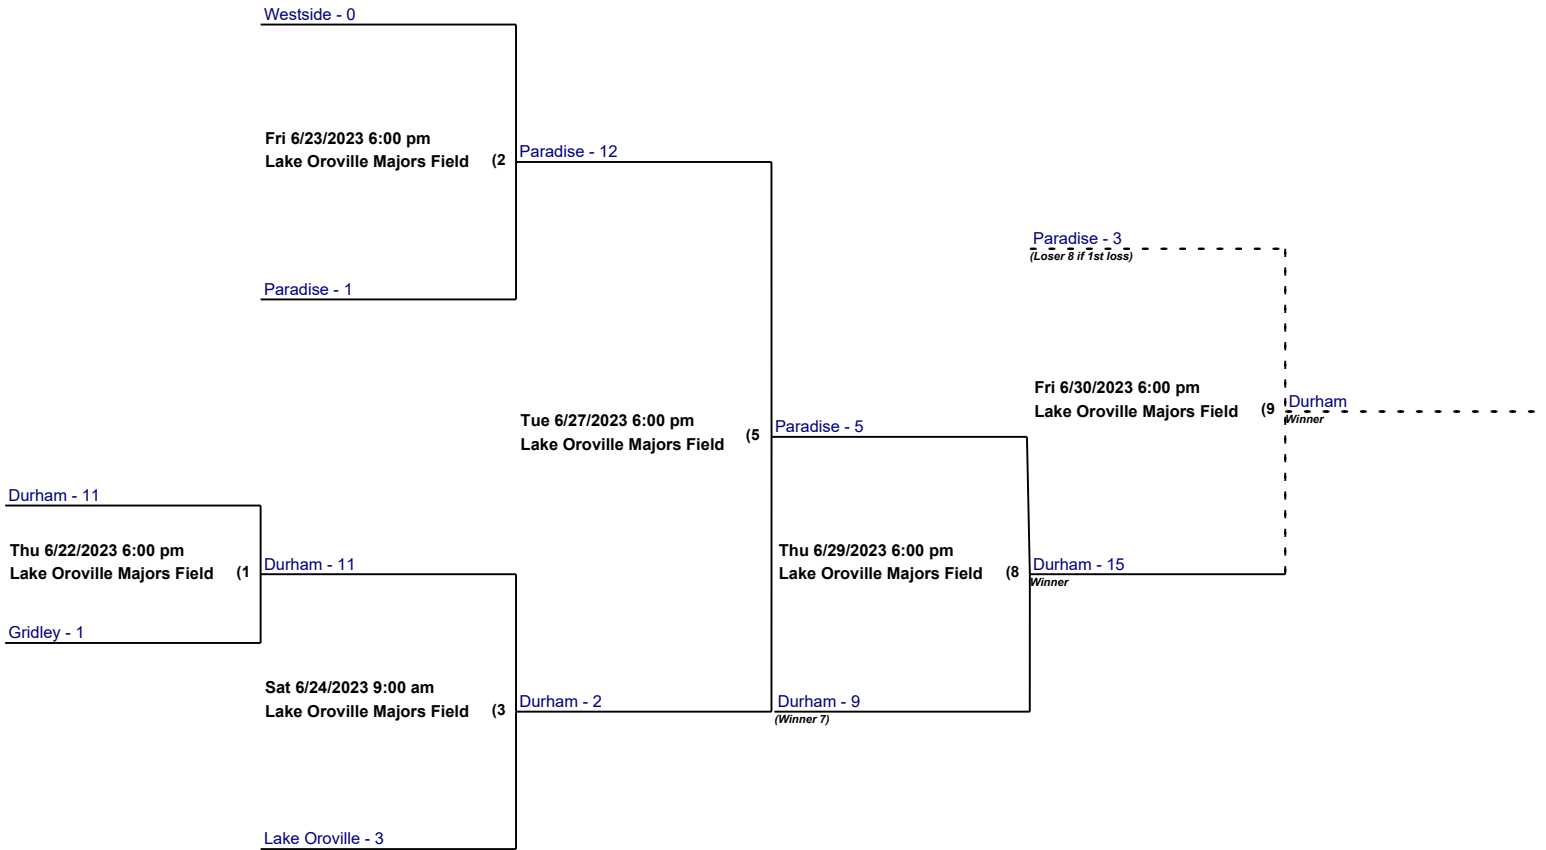 Westside - 0
Fri 6/23/2023 6:00 pm
Lake Oroville Majors Field (2
Paradise - 12
Paradise - 1
Paradise - 3
(Loser 8 if 1st loss)
Fri 6/30/2023 6:00 pm
Lake Oroville Majors Field (9
Durham
Winner
Tue 6/27/2023 6:00 pm
Lake Oroville Majors Field (5
Paradise - 5
Durham - 11
Thu 6/22/2023 6:00 pm
Lake Oroville Majors Field (1
Durham - 11
Gridley - 1
Thu 6/29/2023 6:00 pm
Lake Oroville Majors Field (8
Durham - 15
Winner
Sat 6/24/2023 9:00 am
Lake Oroville Majors Field (3
Durham - 2
Durham - 9
(Winner 7)
Lake Oroville - 3